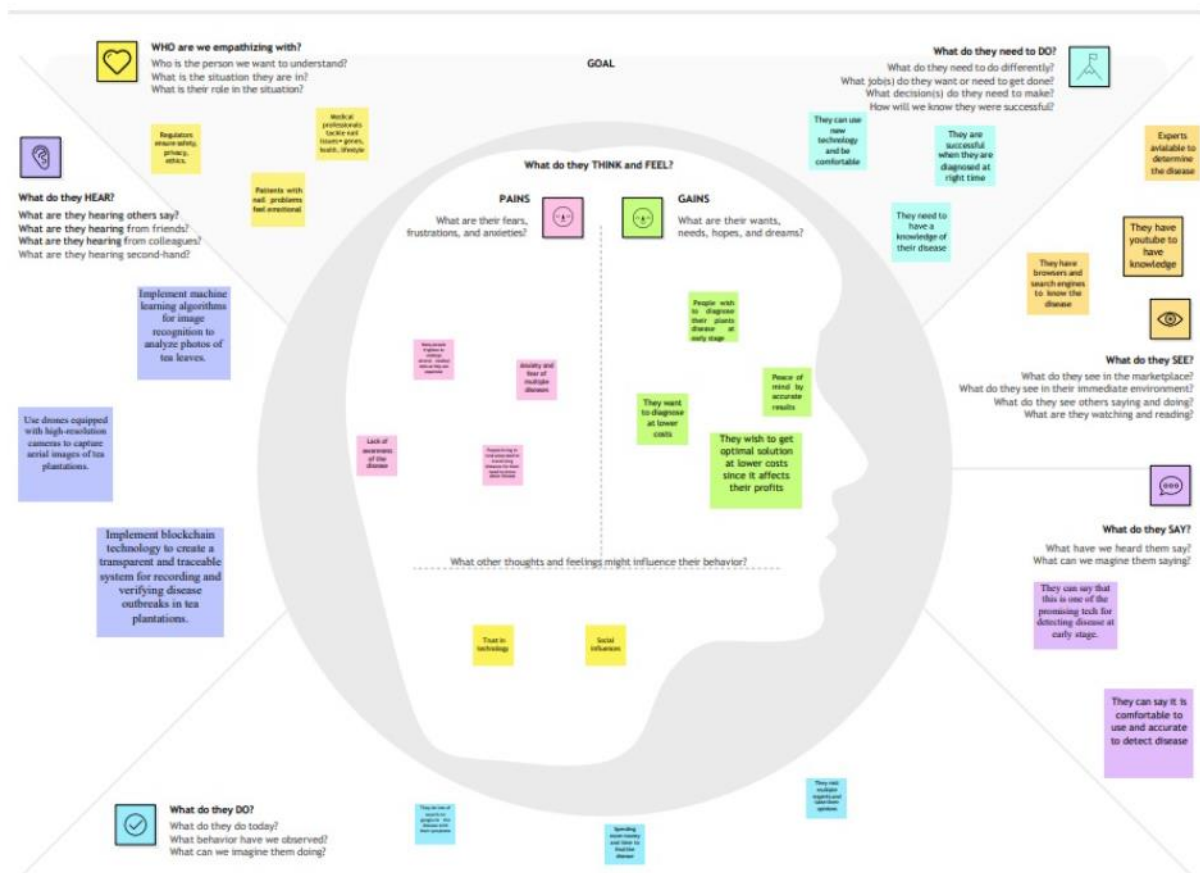 WHO are we empathizing with?
Who is the person we want to understand?
What is the situation they are in?
What is their role in the situation?
Regulators
ensure safety,
privacy,
ethics.
Medical
professionals
tackle nail
issues+ genes,
health, lifestyle
Patients with
nail problems
feel emotional
GOAL
What do they need to DO?
What do they need to do differently?
What job(s) do they want or need to get done?
What decision(s) do they need to make?
How will we know they were successful?
They can use
new
technology
and be
comfortable
They are
successful
when they are
diagnosed at
right time
They need to
have a
knowledge of
their disease
Experts
avialable to
determine
the disease
They have
youtube to
have
knowledge
They have
browsers and
search engines
to know the
disease
What do they SEE?
What do they see in the marketplace?
What do they see in their immediate environment?
What do they see others saying and doing?
What are they watching and reading?
What do they HEAR?
What are they hearing others say?
What are they hearing from friends?
What are they hearing from colleagues?
What are they hearing second-hand?
Implement machine
learning algorithms
for image
recognition to
analyze photos of
tea leaves.
Use drones equipped
with high-resolution
cameras to capture
aerial images of tea
plantations.
Implement blockchain
technology to create a
transparent and traceable
system for recording and
verifying disease
outbreaks in tea
plantations.
What do they THINK and FEEL?
PAINS
What are their fears,
frustrations, and anxieties?
Anxiety and
fear of
multiple
diseases
Lack of
awareness
of the
disease
GAINS
What are their wants,
needs, hopes, and dreams?
People wish
to diagnose
their plants
disease at
early stage
Peace of
mind by
accurate
results
They want
to diagnose
at lower
costs
They wish to get
optimal solution
at lower costs
since it affects
their profits
What other thoughts and feelings might influence their behavior?
Trust in
technology
Social
influences
What do they SAY?
What have we heard them say?
What can we magine them saying?
They can say that
this is one of the
promising tech for
detecting disease at
early stage.
They can say it is
comfortable to
use and accurate
to detect disease
What do they DO?
What do they do today?
What behavior have we observed?
What can we imagine them doing?
Spending
more money
and time to
find the
disease